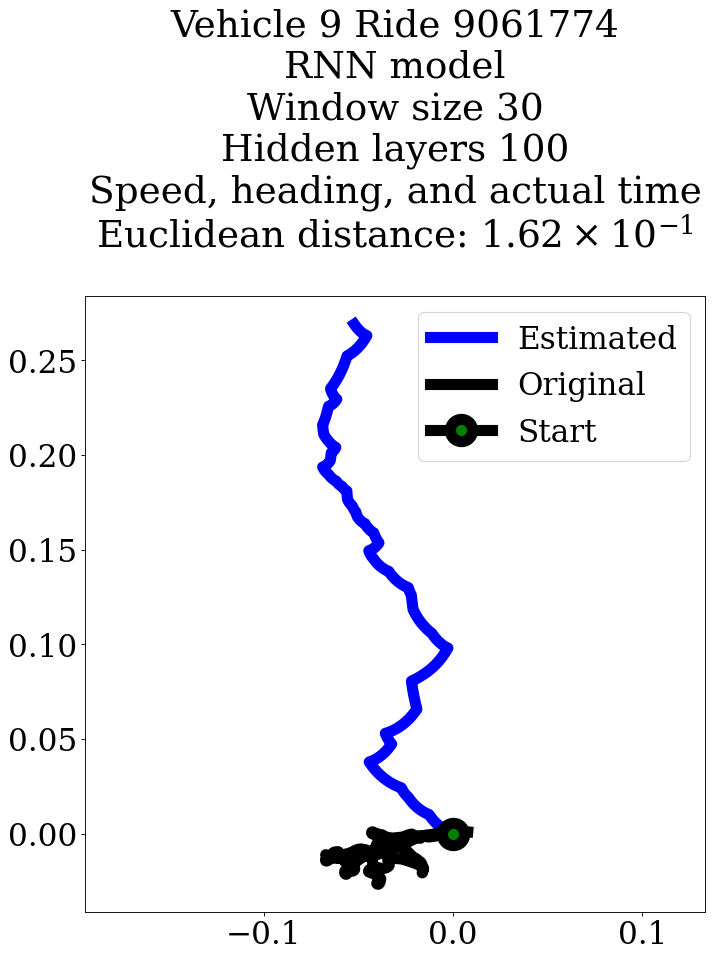 Vehicle 9 Ride 9061774
RNN model
Window size 30
Hidden layers 100
Speed, heading, and actual time
Euclidean distance: 1.62 × 10⁻¹
Estimated
Original
Start
0.25
0.20
0.15
0.10
0.05
0.00
−0.1 0.0 0.1